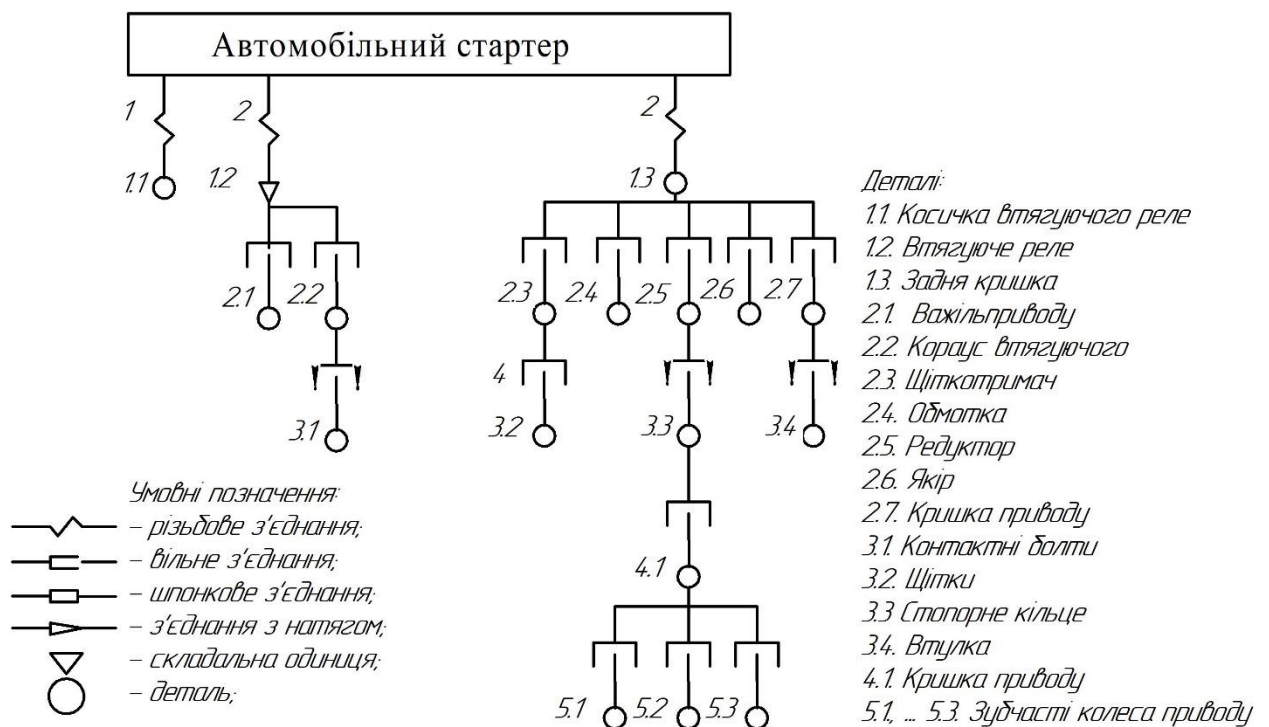 Автомобільний стартер
1
2
2
1.1
1.2
1.3
2.1
2.2
2.3
2.4
2.5
2.6
2.7
4
3.1
3.2
3.3
3.4
4.1
5.1
5.2
5.3
Умовні позначення:
– різьбове з'єднання;
– вільне з'єднання;
– шпонкове з'єднання;
– з'єднання з натягом;
– складальна одиниця;
– деталь;
Деталі:
1.1. Косичка втягуючого реле
1.2. Втягуюче реле
1.3. Задня кришка
2.1. Важільприводу
2.2. Кораус втягуючого
2.3. Щіткотримач
2.4. Обмотка
2.5. Редуктор
2.6. Якір
2.7. Кришка приводу
3.1. Контактні болти
3.2. Щітки
3.3 Стопорне кільце
3.4. Втулка
4.1. Кришка приводу
5.1., ... 5.3. Зубчасті колеса приводу